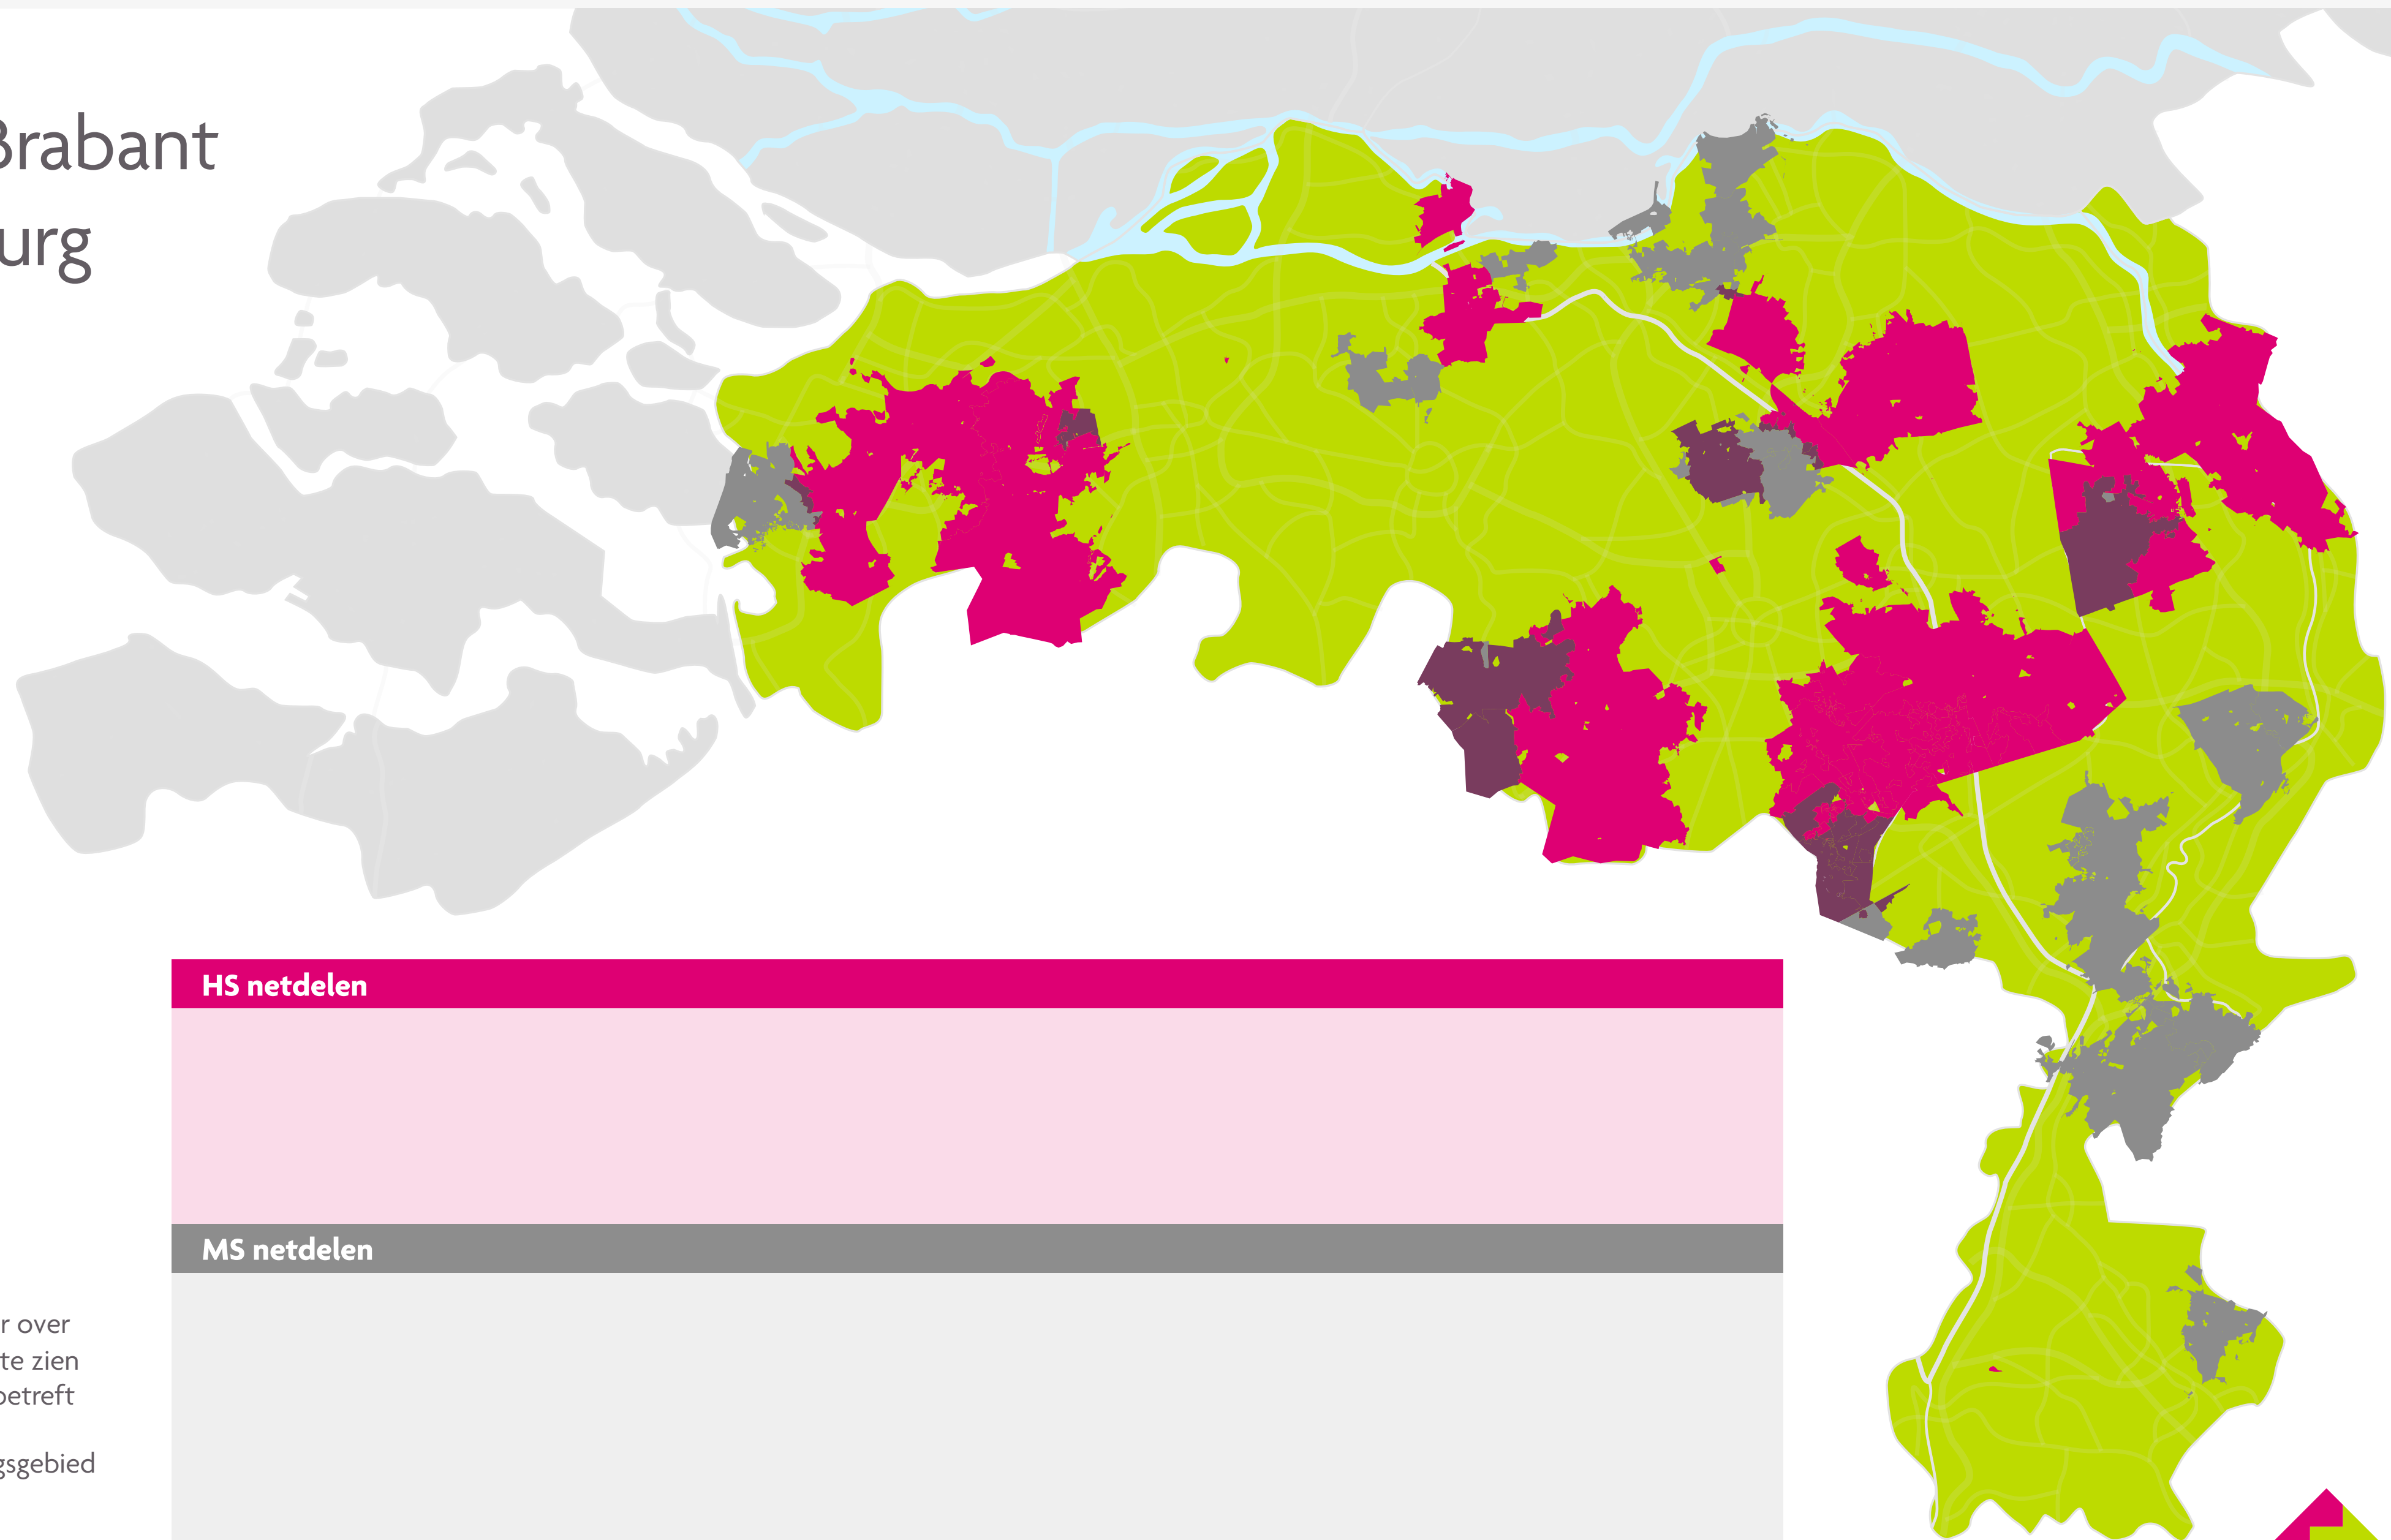 Brabant
urg
HS netdelen
MS netdelen
r over
te zien
betreft
gsgebied